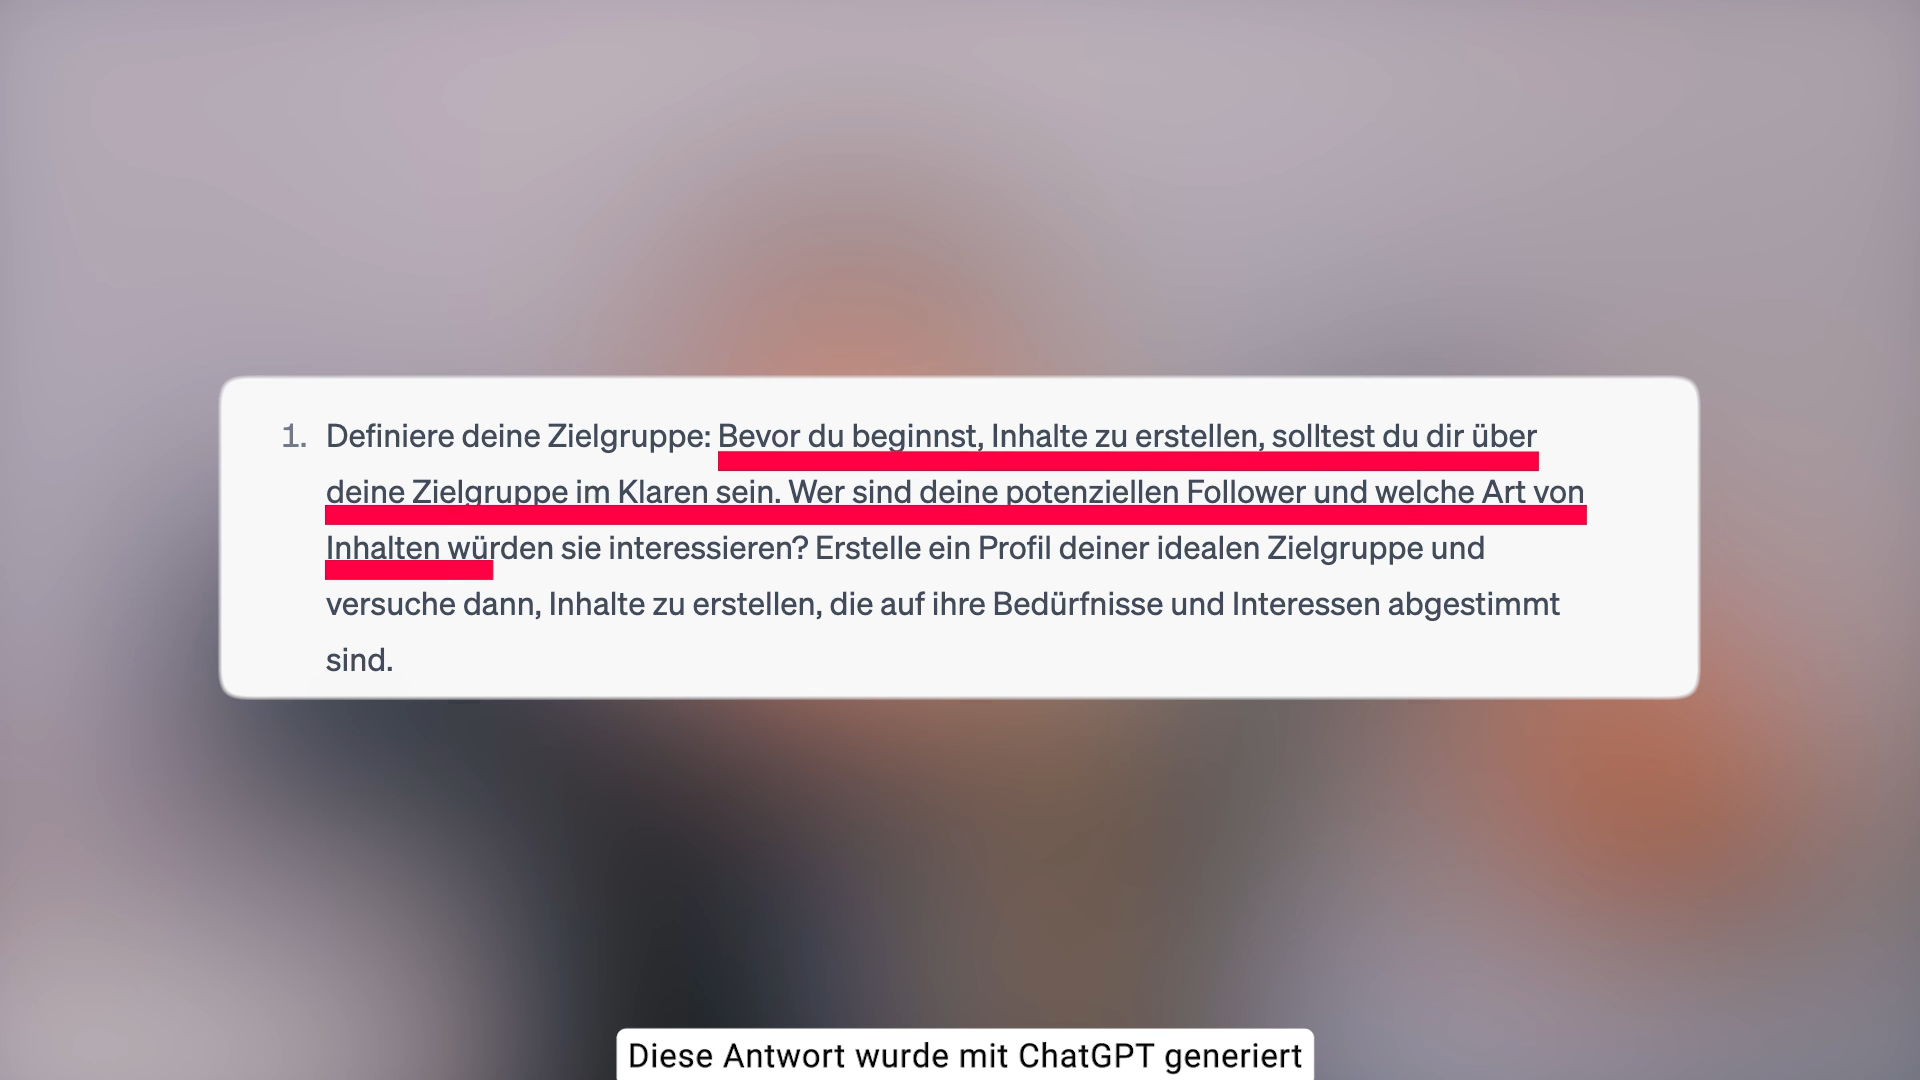 1. Definiere deine Zielgruppe: Bevor du beginnst, Inhalte zu erstellen, solltest du dir über
deine Zielgruppe im Klaren sein. Wer sind deine potenziellen Follower und welche Art von
Inhalten würden sie interessieren? Erstelle ein Profil deiner idealen Zielgruppe und
versuche dann, Inhalte zu erstellen, die auf ihre Bedürfnisse und Interessen abgestimmt
sind.
Diese Antwort wurde mit ChatGPT generiert